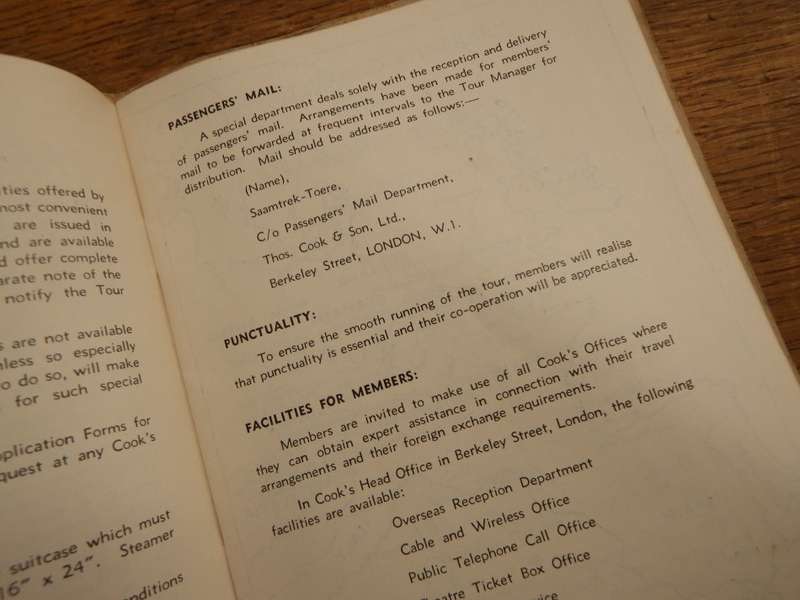 ities offered by
most convenient
are issued in
nd are available
d offer complete
arate note of the
notify the Tour
s are not available
nless so especially
o do so, will make
for such special
pplication Forms for
quest at any Cook's
suitcase which must
16" x 24". Steamer
nditions
PASSENGERS' MAIL:
A special department deals solely with the reception and delivery
of passengers' mail. Arrangements have been made for members'
mail to be forwarded at frequent intervals to the Tour Manager for
distribution. Mail should be addressed as follows:—
(Name),
Saamtrek-Toere,
C/o Passengers' Mail Department,
Thos. Cook & Son, Ltd.,
Berkeley Street, LONDON, W.1.
PUNCTUALITY:
To ensure the smooth running of the tour, members will realise
that punctuality is essential and their co-operation will be appreciated.
FACILITIES FOR MEMBERS:
Members are invited to make use of all Cook's Offices where
they can obtain expert assistance in connection with their travel
arrangements and their foreign exchange requirements.
In Cook's Head Office in Berkeley Street, London, the following
facilities are available:
Overseas Reception Department
Cable and Wireless Office
Public Telephone Call Office
eatre Ticket Box Office
vice